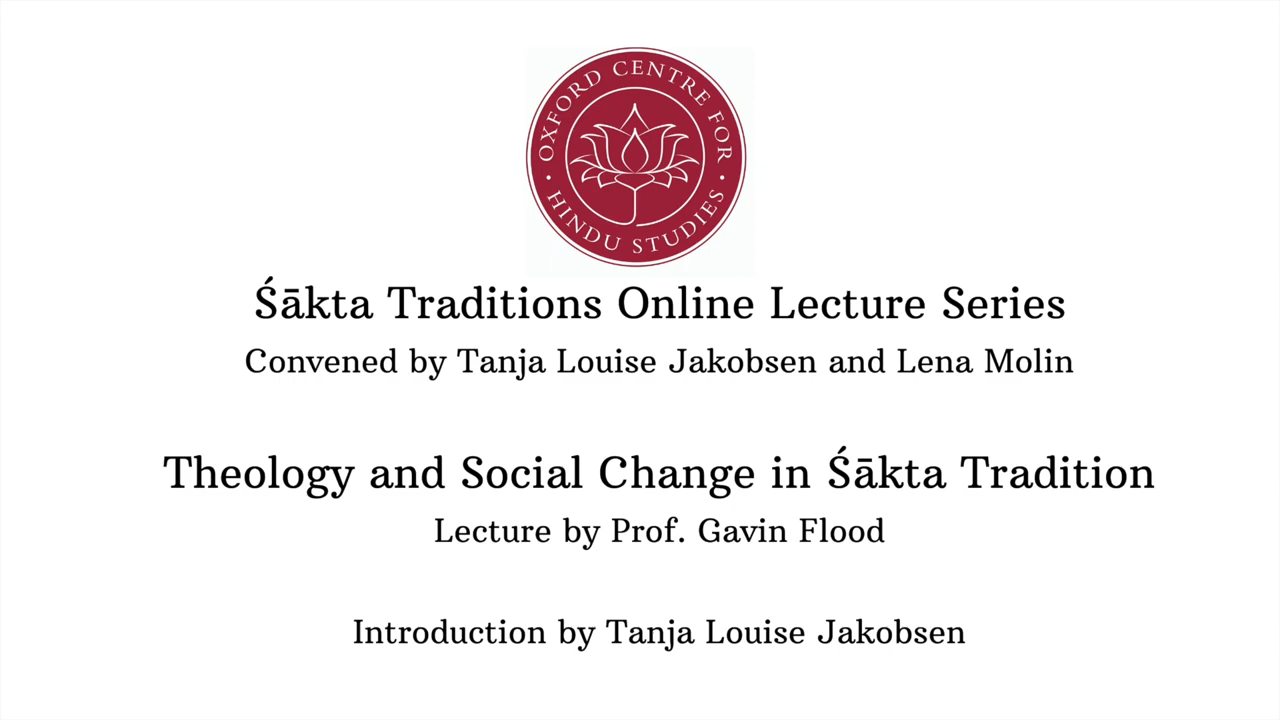 OXFORD CENTRE FOR
HINDU STUDIES
Śākta Traditions Online Lecture Series
Convened by Tanja Louise Jakobsen and Lena Molin
Theology and Social Change in Śākta Tradition
Lecture by Prof. Gavin Flood
Introduction by Tanja Louise Jakobsen